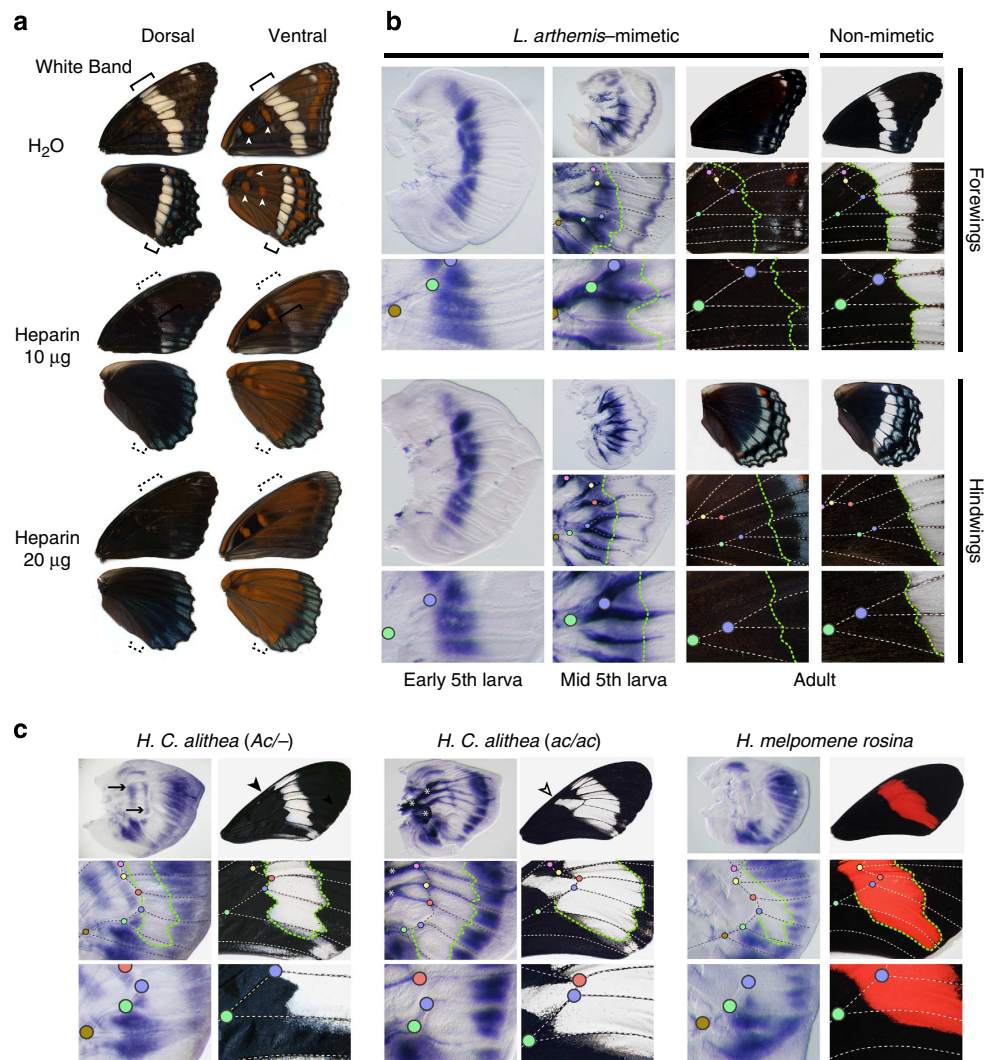 a
Dorsal
Ventral
White Band
H2O
Heparin
10 µg
Heparin
20 µg
b
L. arthemis–mimetic
Non-mimetic
Forewings
Hindwings
Early 5th larva
Mid 5th larva
Adult
c
H. C. alithea (Ac/–)
H. C. alithea (ac/ac)
H. melpomene rosina